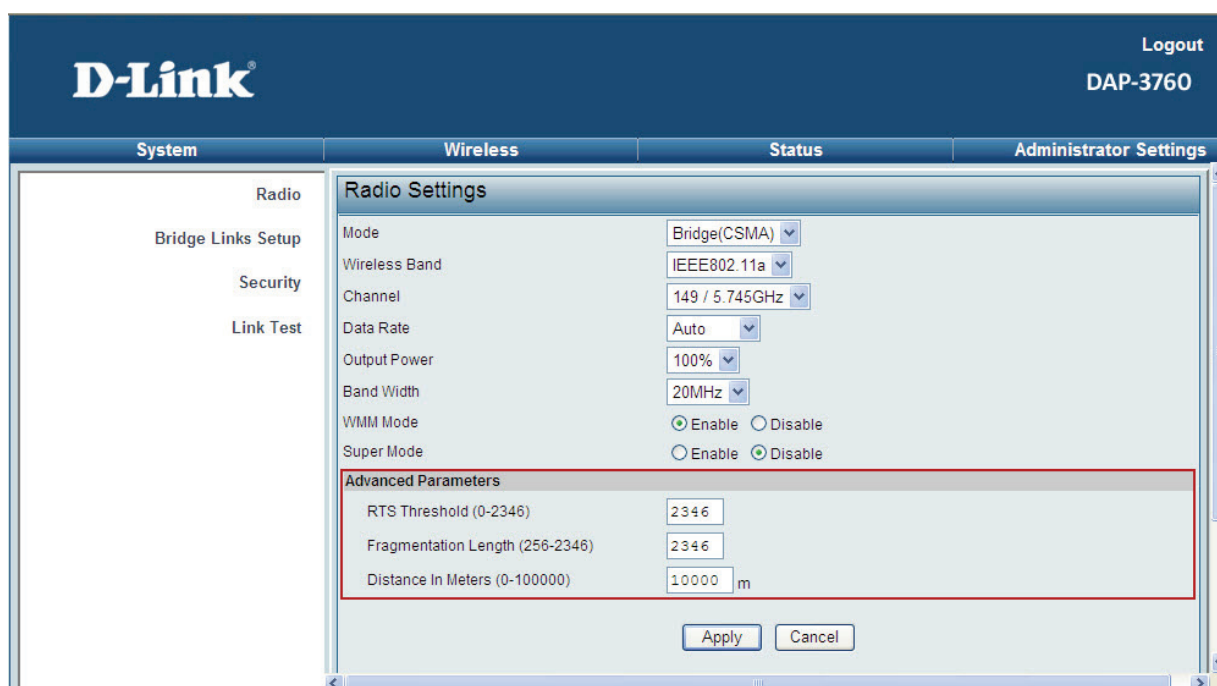 Logout
D-Link®
DAP-3760
System Wireless Status Administrator Settings
Radio
Bridge Links Setup
Security
Link Test
Radio Settings
Mode Bridge(CSMA)
Wireless Band IEEE802.11a
Channel 149 / 5.745GHz
Data Rate Auto
Output Power 100%
Band Width 20MHz
WMM Mode Enable Disable
Super Mode Enable Disable
Advanced Parameters
RTS Threshold (0-2346) 2346
Fragmentation Length (256-2346) 2346
Distance In Meters (0-100000) 10000 m
Apply Cancel